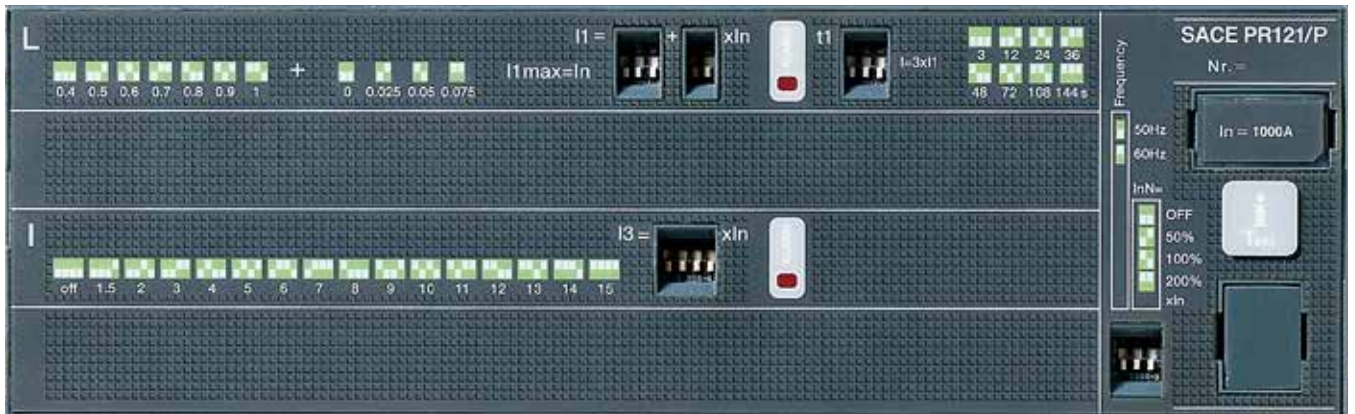 L
I1 =
+
xIn
t1
I1max=In
I=3xI1
+
0.4 0.5 0.6 0.7 0.8 0.9 1
0 0.025 0.05 0.075
3 12 24 36
48 72 108 144 s
I
I3 =
xIn
off 1.5 2 3 4 5 6 7 8 9 10 11 12 13 14 15
Frequency
50Hz
60Hz
InN=
OFF
50%
100%
200%
xIn
SACE PR121/P
Nr. =
In = 1000A
i
Test